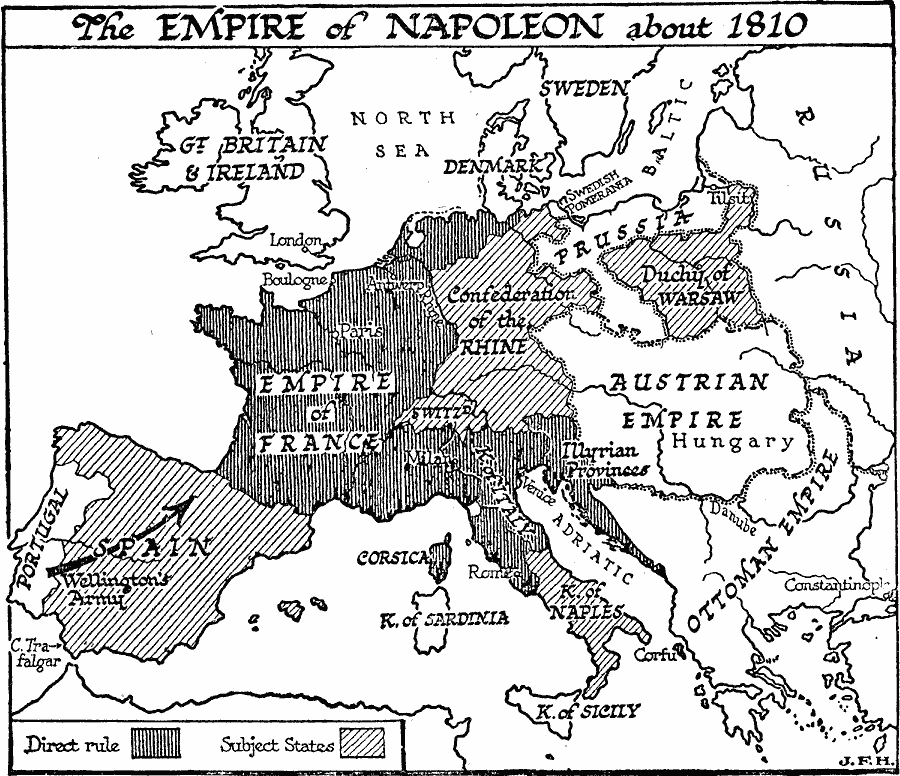 The EMPIRE of NAPOLEON about 1810
NORTH
SEA
SWEDEN
BALTIC
RUSSIA
GT. BRITAIN
& IRELAND
DENMARK
SWEDISH
POMERANIA
Tilsit
PRUSSIA
London
Boulogne
Antwerp
Duchy of
WARSAW
Confederation
of the
RHINE
Paris
EMPIRE
of
FRANCE
AUSTRIAN
EMPIRE
Hungary
SWITZD
Milan
K. of ITALY
Illyrian
Provinces
Venice
ADRIATIC
Danube
OTTOMAN EMPIRE
PORTUGAL
SPAIN
Wellington's
Army
CORSICA
Rome
K. of
NAPLES
Constantinople
K. of SARDINIA
Corfu
C. Tra-
falgar
K. of SICILY
Direct rule
Subject States
J.F.H.